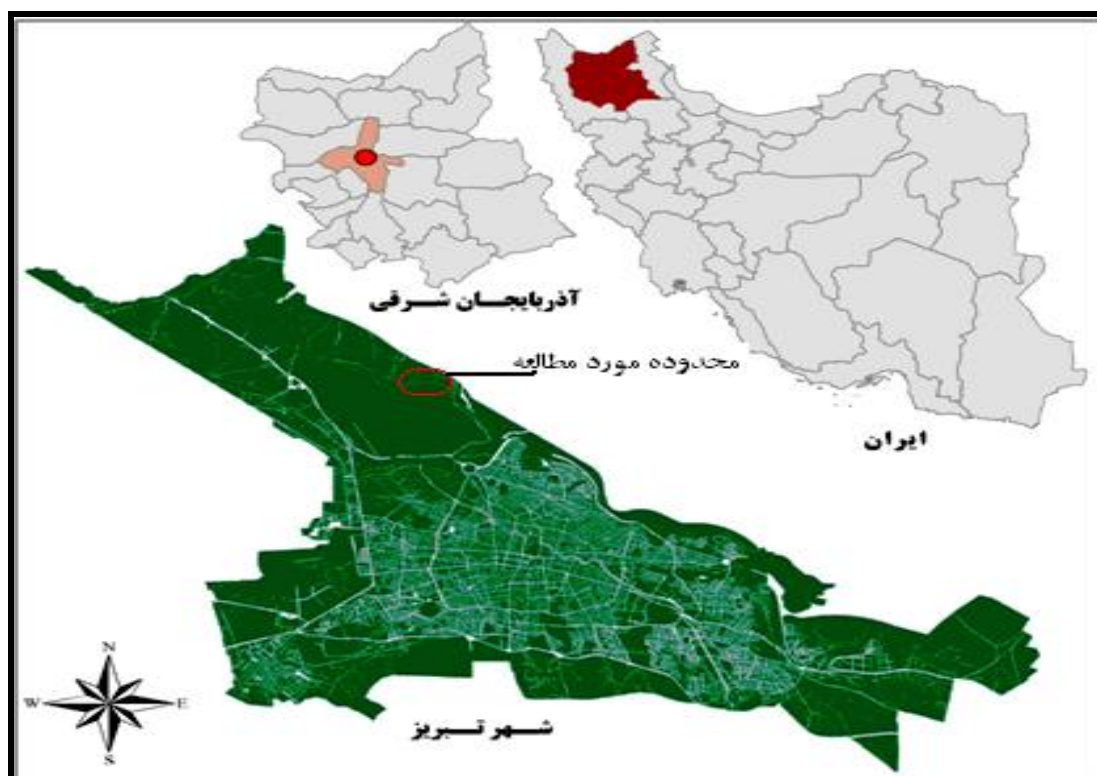 آذربایجان شرقی
محدوده مورد مطالعه
ایران
N
W
E
S
شهر تبریز